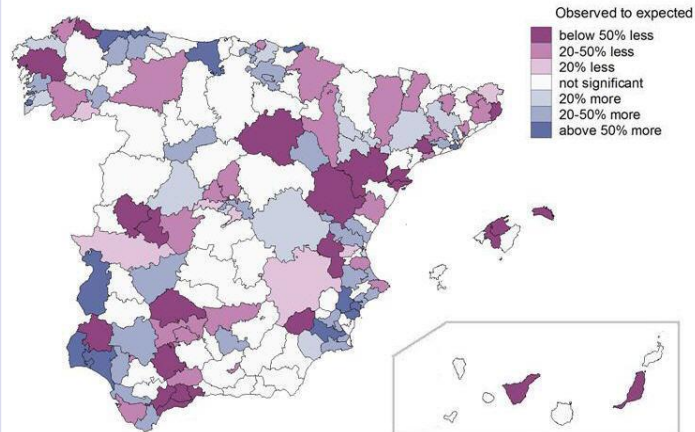 Observed to expected
below 50% less
20-50% less
20% less
not significant
20% more
20-50% more
above 50% more